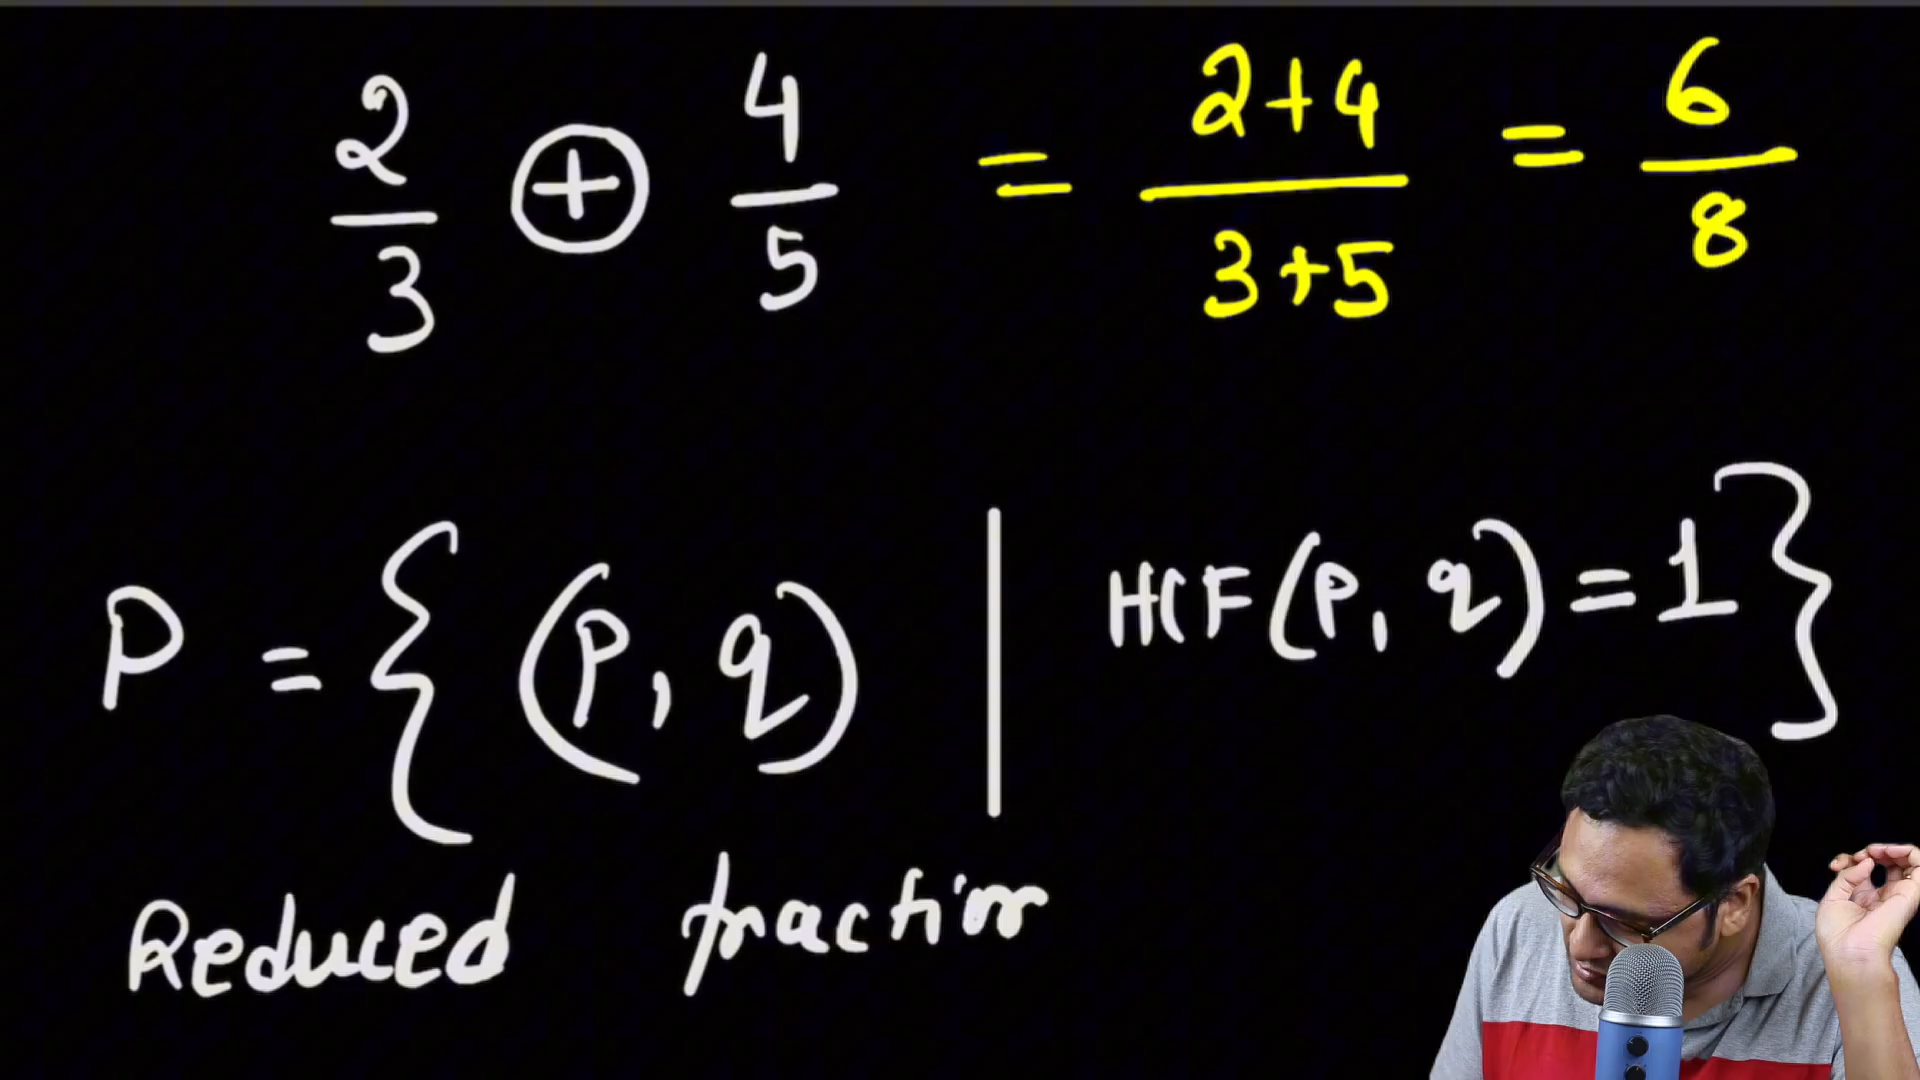 2/3 ⊕ 4/5 = 2+4/3+5 = 6/8
P = { (p, q) | HCF(p, q) = 1 }
Reduced fraction